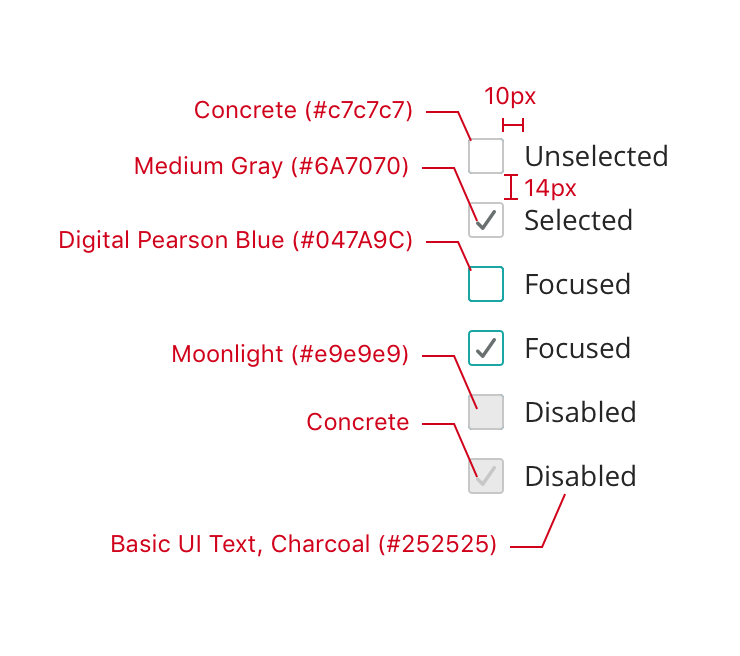 10px
Concrete (#c7c7c7)
Unselected
Medium Gray (#6A7070)
14px
Selected
Digital Pearson Blue (#047A9C)
Focused
Moonlight (#e9e9e9)
Focused
Disabled
Concrete
Disabled
Basic UI Text, Charcoal (#252525)